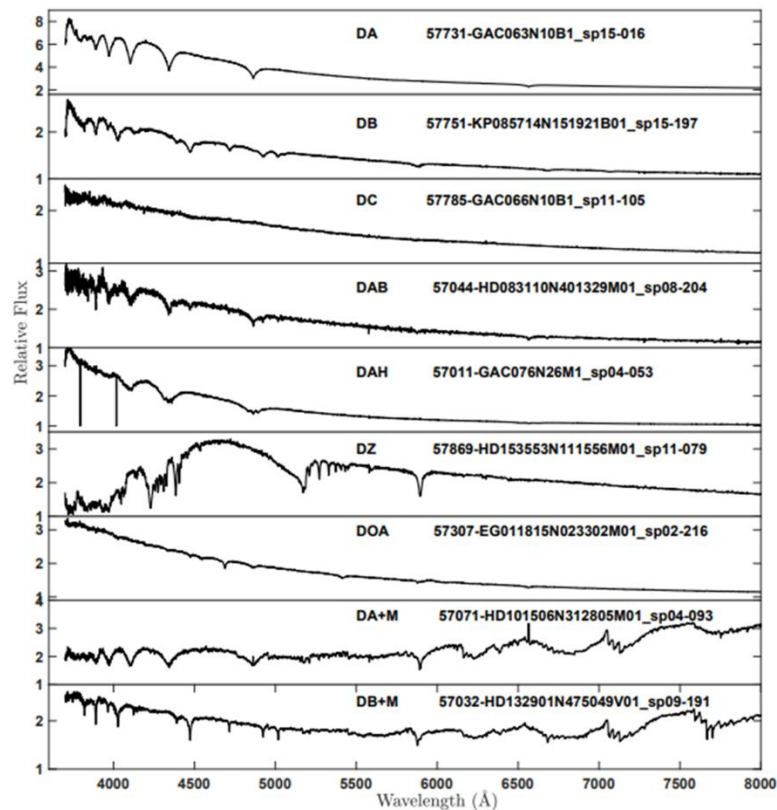 DA 57731-GAC063N10B1_sp15-016
8
6
4
2
DB 57751-KP085714N151921B01_sp15-197
2
1
DC 57785-GAC066N10B1_sp11-105
2
DAB 57044-HD083110N401329M01_sp08-204
3
2
1
DAH 57011-GAC076N26M1_sp04-053
3
2
1
DZ 57869-HD153553N111556M01_sp11-079
3
2
1
DOA 57307-EG011815N023302M01_sp02-216
3
2
1
4
DA+M 57071-HD101506N312805M01_sp04-093
3
2
1
DB+M 57032-HD132901N475049V01_sp09-191
2
1
Relative Flux
4000 4500 5000 5500 6000 6500 7000 7500 8000
Wavelength (Å)